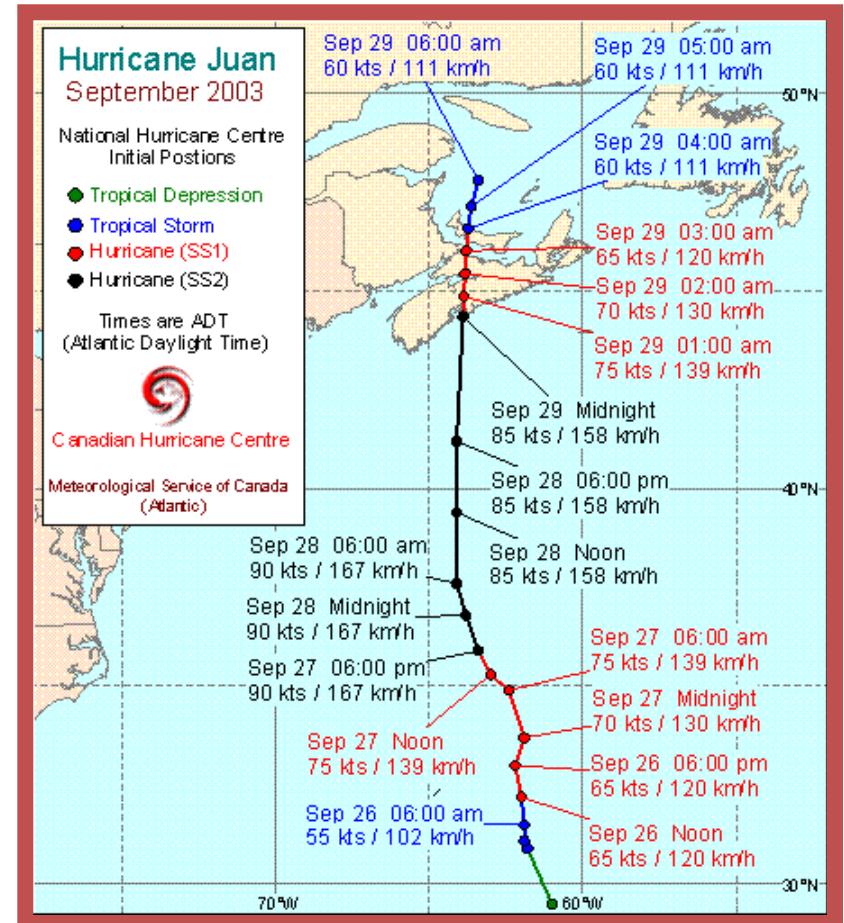 Hurricane Juan
September 2003
National Hurricane Centre
Initial Postions
Tropical Depression
Tropical Storm
Hurricane (SS1)
Hurricane (SS2)
Times are ADT
(Atlantic Daylight Time)
Canadian Hurricane Centre
Meteorological Service of Canada
(Atlantic)
Sep 29 06:00 am
60 kts / 111 km/h
Sep 29 05:00 am
60 kts / 111 km/h
50°N
Sep 29 04:00 am
60 kts / 111 km/h
Sep 29 03:00 am
65 kts / 120 km/h
Sep 29 02:00 am
70 kts / 130 km/h
Sep 29 01:00 am
75 kts / 139 km/h
Sep 29 Midnight
85 kts / 158 km/h
Sep 28 06:00 pm
85 kts / 158 km/h
40°N
Sep 28 Noon
85 kts / 158 km/h
Sep 28 06:00 am
90 kts / 167 km/h
Sep 28 Midnight
90 kts / 167 km/h
Sep 27 06:00 pm
90 kts / 167 km/h
Sep 27 06:00 am
75 kts / 139 km/h
Sep 27 Midnight
70 kts / 130 km/h
Sep 27 Noon
75 kts / 139 km/h
Sep 26 06:00 pm
65 kts / 120 km/h
Sep 26 06:00 am
55 kts / 102 km/h
Sep 26 Noon
65 kts / 120 km/h
30°N
70°W
60°W